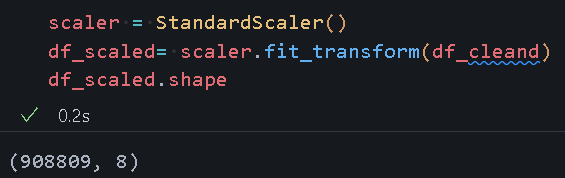 scaler = StandardScaler()
df_scaled= scaler.fit_transform(df_cleand)
df_scaled.shape
0.2s
(908809, 8)